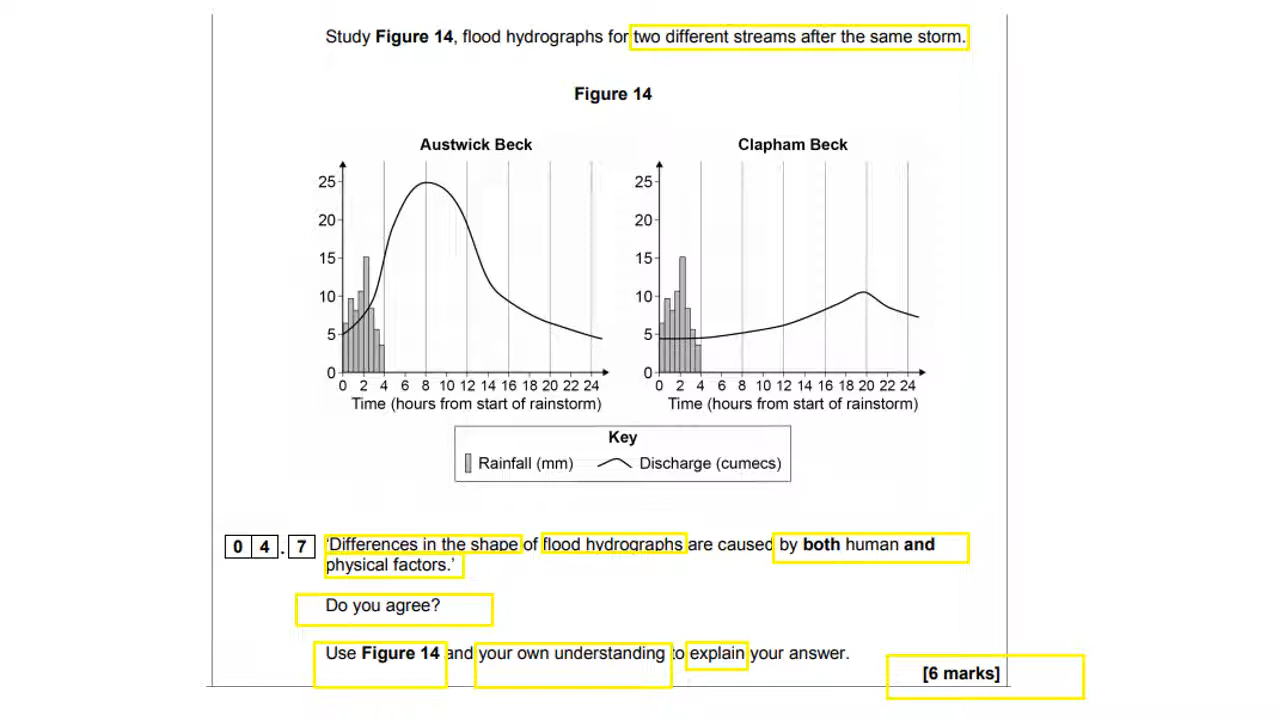 Study Figure 14, flood hydrographs for two different streams after the same storm.
Figure 14
Austwick Beck
Clapham Beck
25
20
15
10
5
0
0 2 4 6 8 10 12 14 16 18 20 22 24
Time (hours from start of rainstorm)
25
20
15
10
5
0
0 2 4 6 8 10 12 14 16 18 20 22 24
Time (hours from start of rainstorm)
Key
Rainfall (mm) Discharge (cumecs)
0 4 . 7 'Differences in the shape of flood hydrographs are caused by both human and
physical factors.'
Do you agree?
Use Figure 14 and your own understanding to explain your answer.
[6 marks]